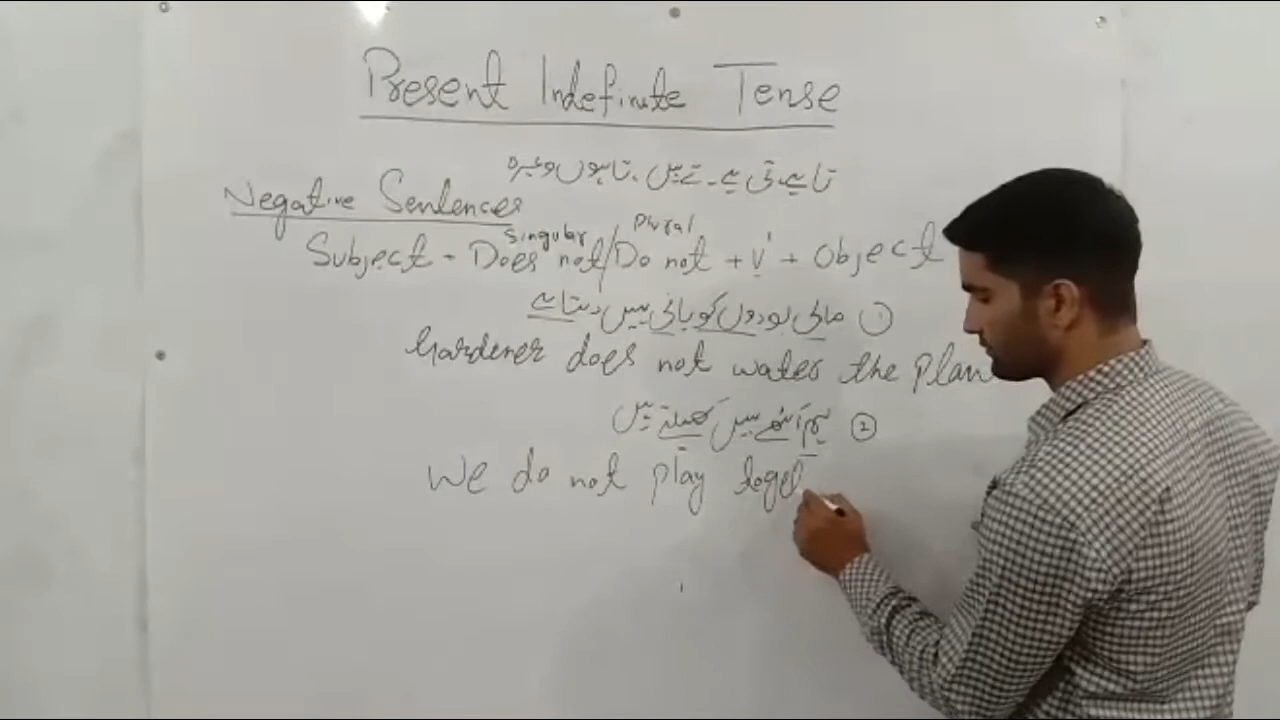 Present Indefinite Tense
تا ہے، تی ہے۔ تے ہیں، تا ہوں وغیرہ
Negative Sentences
Singular Plural
Subject - Does not/Do not + V¹ + Object
① مالی پودوں کو پانی نہیں دیتا ہے
Gardener does not water the Plan
② ہم اکٹھے نہیں کھیلتے ہیں
We do not play toget